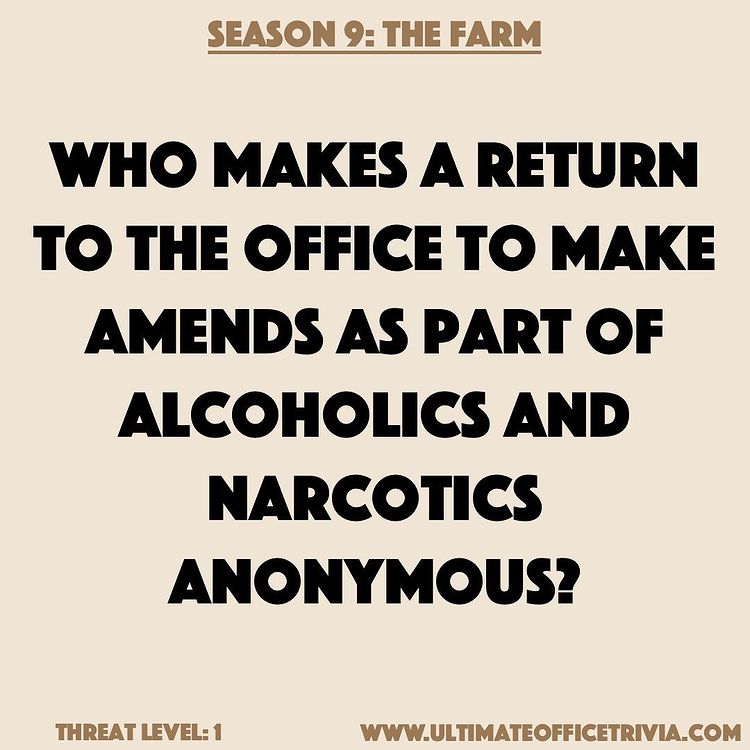 SEASON 9: THE FARM
WHO MAKES A RETURN
TO THE OFFICE TO MAKE
AMENDS AS PART OF
ALCOHOLICS AND
NARCOTICS
ANONYMOUS?
THREAT LEVEL: 1
WWW.ULTIMATEOFFICETRIVIA.COM